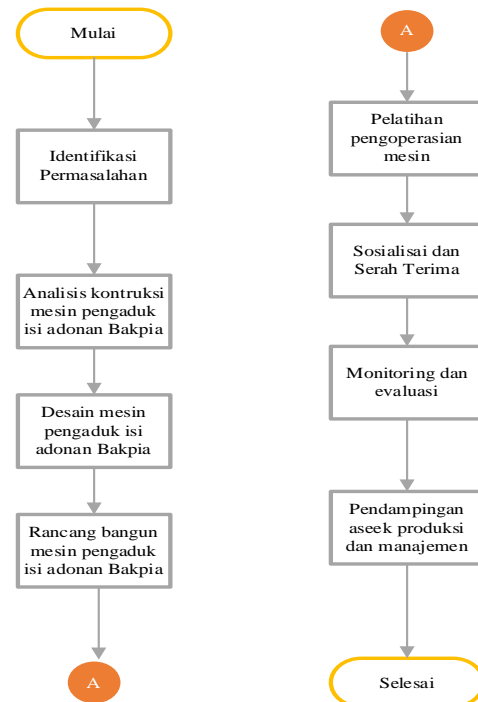 Mulai
Identifikasi
Permasalahan
Analisis kontruksi
mesin pengaduk
isi adonan Bakpia
Desain mesin
pengaduk isi
adonan Bakpia
Rancang bangun
mesin pengaduk
isi adonan Bakpia
A
A
Pelatihan
pengoperasian
mesin
Sosialisai dan
Serah Terima
Monitoring dan
evaluasi
Pendampingan
aseek produksi
dan manajemen
Selesai